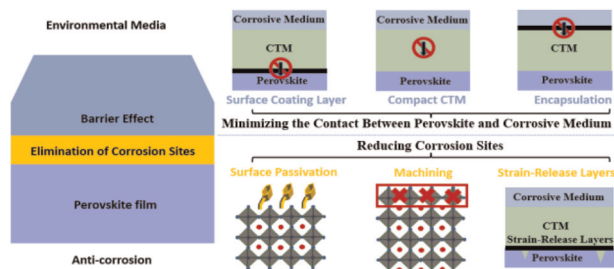 Environmental Media
Barrier Effect
Elimination of Corrosion Sites
Perovskite film
Anti-corrosion
Corrosive Medium
CTM
Perovskite
Surface Coating Layer
Corrosive Medium
CTM
Perovskite
Compact CTM
Corrosive Medium
CTM
Perovskite
Encapsulation
Minimizing the Contact Between Perovskite and Corrosive Medium
Reducing Corrosion Sites
Surface Passivation
Machining
Strain-Release Layers
Corrosive Medium
CTM
Strain-Release Layers
Perovskite